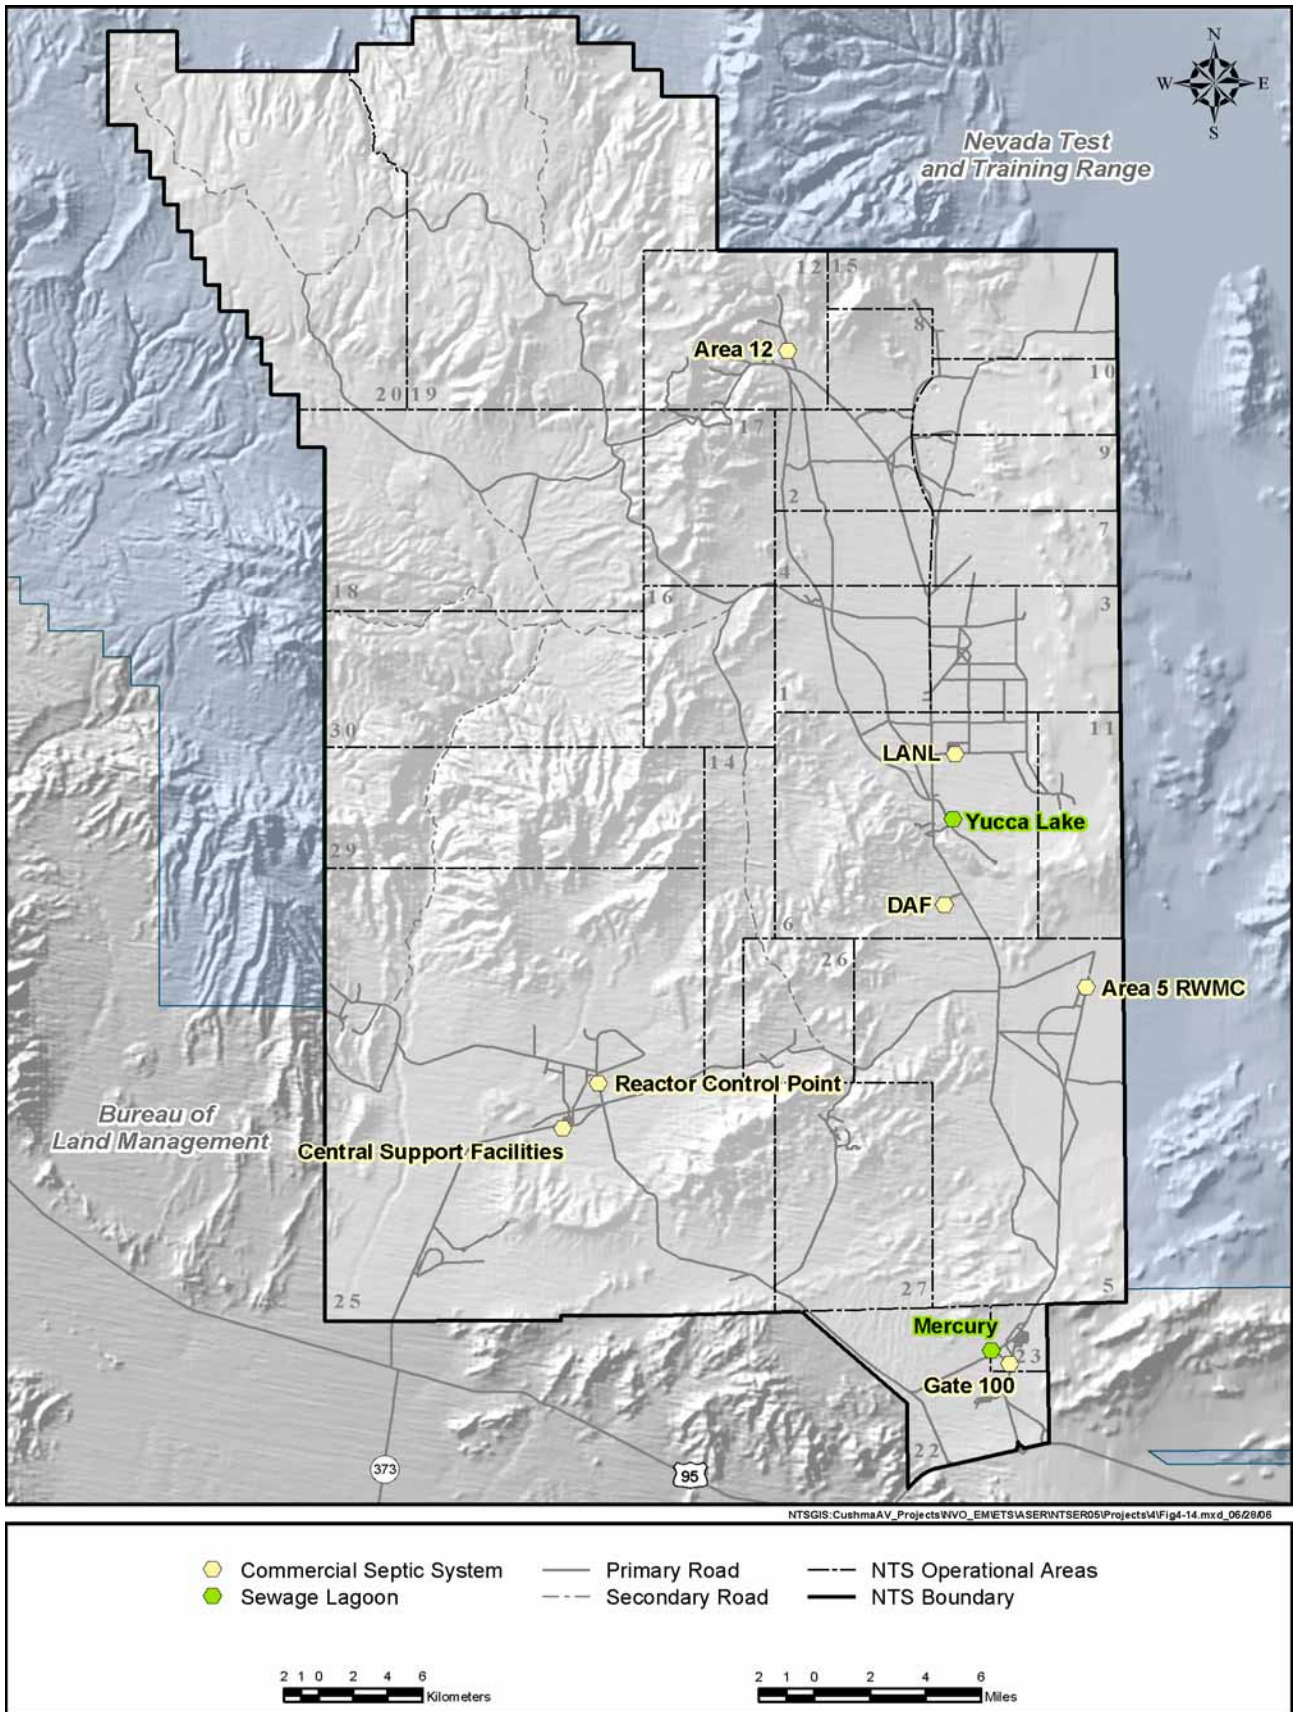 N
W E
S
Nevada Test
and Training Range
12 15
8
Area 12
10
20 19
17
9
2
7
4
18
16
3
1
30
11
14
LANL
Yucca Lake
29
DAF
6
26
Area 5 RWMC
Reactor Control Point
Bureau of
Land Management
Central Support Facilities
25
27
5
Mercury
23
Gate 100
22
373
95
NTSGIS:CushmaAV_Projects\NVO_EM\ETS\ASER\NTSER05\Projects\4\Fig4-14.mxd_06/28/06
Commercial Septic System
Sewage Lagoon
Primary Road
Secondary Road
NTS Operational Areas
NTS Boundary
2 1 0 2 4 6
Kilometers
2 1 0 2 4 6
Miles